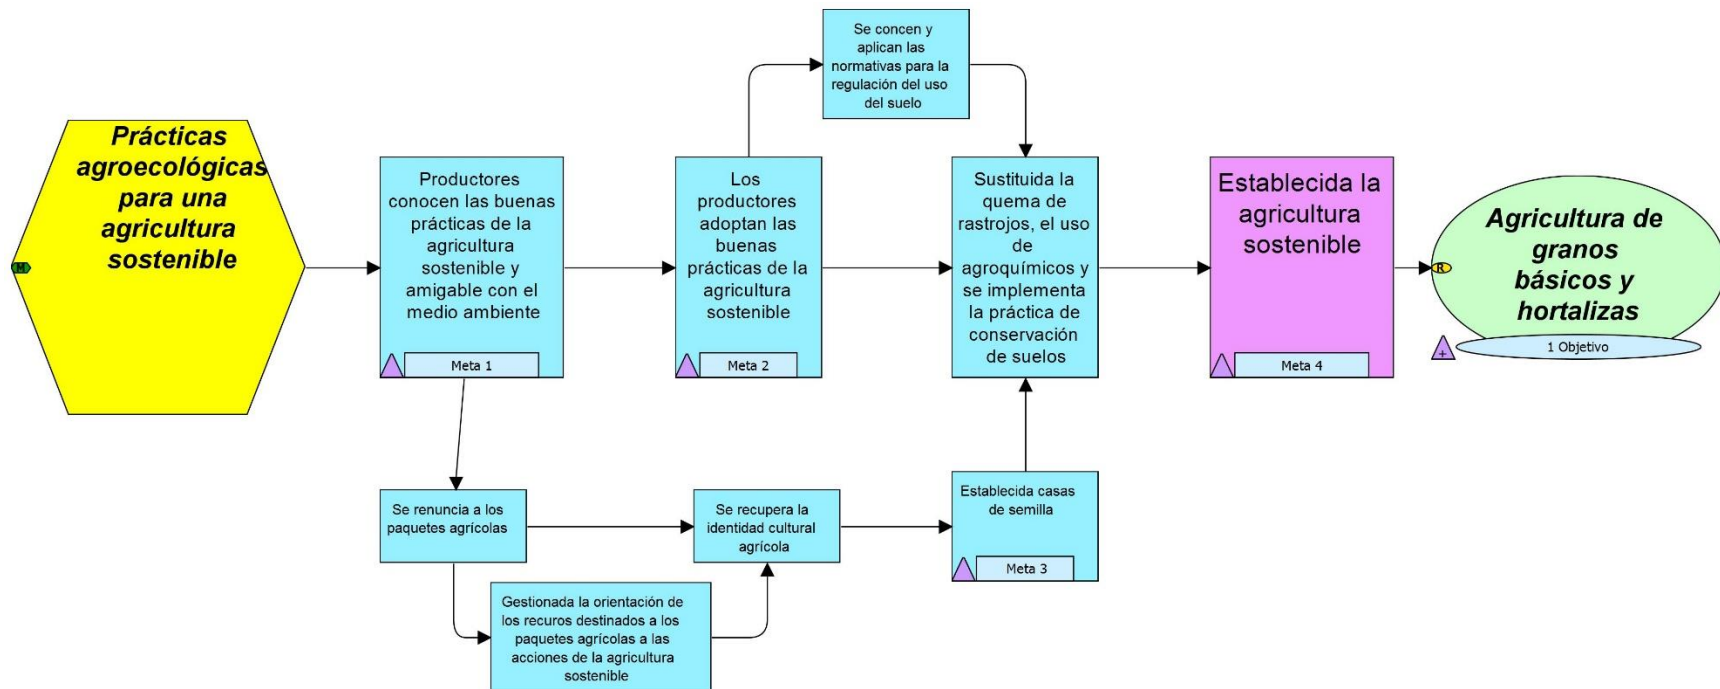 Prácticas
agroecológicas
para una
agricultura
sostenible
M
Productores
conocen las buenas
prácticas de la
agricultura
sostenible y
amigable con el
medio ambiente
Meta 1
Los
productores
adoptan las
buenas
prácticas de la
agricultura
sostenible
Meta 2
Se concen y
aplican las
normativas para la
regulación del uso
del suelo
Sustituida la
quema de
rastrojos, el uso
de
agroquímicos y
se implementa
la práctica de
conservación
de suelos
Establecida la
agricultura
sostenible
Meta 4
Agricultura de
granos
básicos y
hortalizas
R
+
1 Objetivo
Se renuncia a los
paquetes agrícolas
Se recupera la
identidad cultural
agrícola
Establecida casas
de semilla
Meta 3
Gestionada la orientación de
los recuros destinados a los
paquetes agrícolas a las
acciones de la agricultura
sostenible